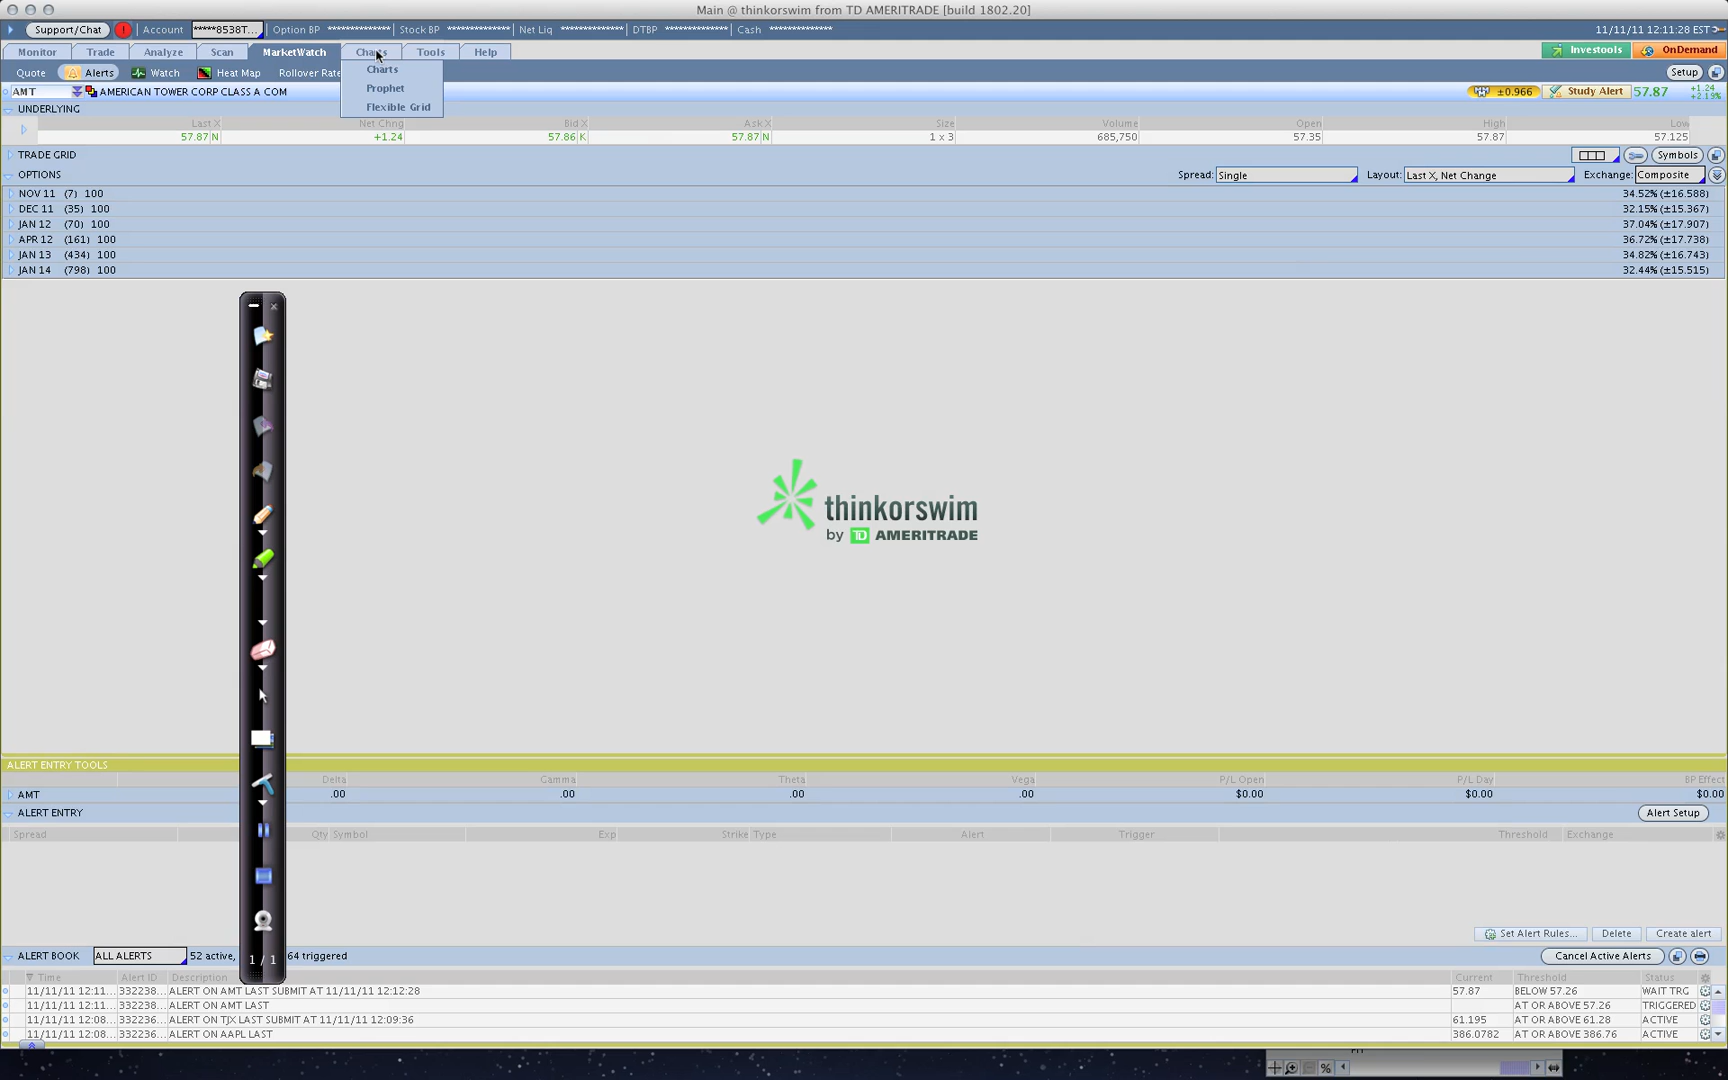 Main @ thinkorswim from TD AMERITRADE [build 1802.20]
Support/Chat ! Account *****8538T... Option BP ************** Stock BP ************** Net Liq ************** DTBP ************** Cash ************** 11/11/11 12:11:28 EST
Monitor Trade Analyze Scan MarketWatch Charts Tools Help Investools OnDemand
Quote Alerts Watch Heat Map Rollover Rate Charts Setup
Prophet
Flexible Grid
AMT AMERICAN TOWER CORP CLASS A COM ±0.966 Study Alert 57.87 +1.24 +2.19%
UNDERLYING
Last X Net Chng Bid X Ask X Size Volume Open High Low
57.87 N +1.24 57.86 K 57.87 N 1 x 3 685,750 57.35 57.87 57.125
TRADE GRID Symbols
OPTIONS Spread: Single Layout: Last X, Net Change Exchange: Composite
NOV 11 (7) 100 34.52% (±16.588)
DEC 11 (35) 100 32.15% (±15.367)
JAN 12 (70) 100 37.04% (±17.907)
APR 12 (161) 100 36.72% (±17.738)
JAN 13 (434) 100 34.82% (±16.743)
JAN 14 (798) 100 32.44% (±15.515)
thinkorswim
by TD AMERITRADE
ALERT ENTRY TOOLS
Delta Gamma Theta Vega P/L Open P/L Day BP Effect
AMT .00 .00 .00 .00 $0.00 $0.00 $0.00
ALERT ENTRY Alert Setup
Spread Qty Symbol Exp Strike Type Alert Trigger Threshold Exchange
Set Alert Rules... Delete Create alert
ALERT BOOK ALL ALERTS 52 active, 64 triggered Cancel Active Alerts
1 / 1
Time Alert ID Description Current Threshold Status
11/11/11 12:11... 332238... ALERT ON AMT LAST SUBMIT AT 11/11/11 12:12:28 57.87 BELOW 57.26 WAIT TRG
11/11/11 12:11... 332238... ALERT ON AMT LAST AT OR ABOVE 57.26 TRIGGERED
11/11/11 12:08... 332236... ALERT ON TJX LAST SUBMIT AT 11/11/11 12:09:36 61.195 AT OR ABOVE 61.28 ACTIVE
11/11/11 12:08... 332236... ALERT ON AAPL LAST 386.0782 AT OR ABOVE 386.76 ACTIVE
%